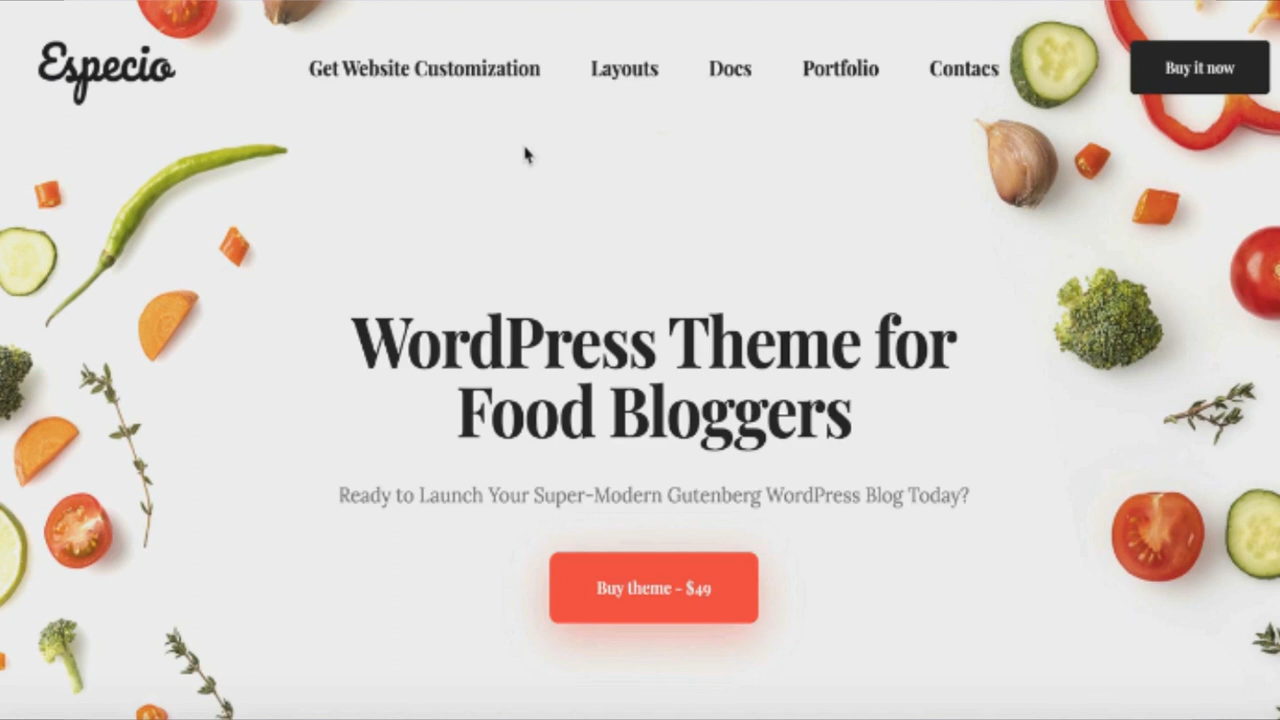 Especio
Get Website Customization
Layouts
Docs
Portfolio
Contacs
Buy it now
WordPress Theme for
Food Bloggers
Ready to Launch Your Super-Modern Gutenberg WordPress Blog Today?
Buy theme - $49